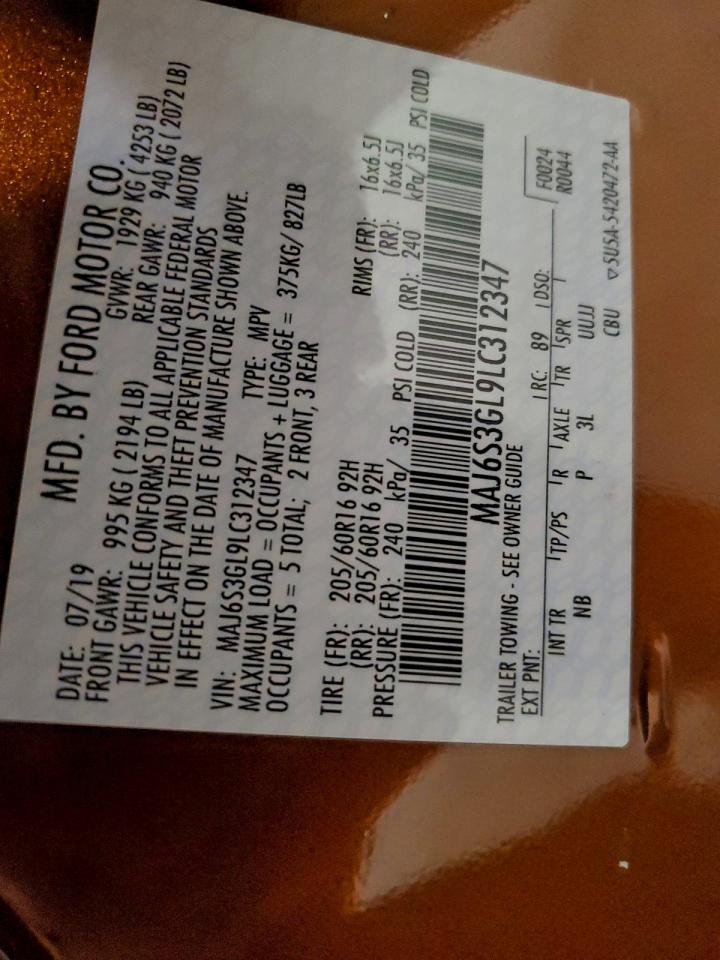 MFD. BY FORD MOTOR CO.
DATE: 07/19 GVWR: 1929 KG ( 4253 LB)
FRONT GAWR: 995 KG ( 2194 LB) REAR GAWR: 940 KG ( 2072 LB)
THIS VEHICLE CONFORMS TO ALL APPLICABLE FEDERAL MOTOR
VEHICLE SAFETY AND THEFT PREVENTION STANDARDS
IN EFFECT ON THE DATE OF MANUFACTURE SHOWN ABOVE.
VIN: MAJ6S3GL9LC312347 TYPE: MPV
MAXIMUM LOAD = OCCUPANTS + LUGGAGE = 375KG/ 827LB
OCCUPANTS = 5 TOTAL; 2 FRONT, 3 REAR
TIRE (FR): 205/60R16 92H RIMS (FR): 16x6.5J
(RR): 205/60R16 92H (RR): 16x6.5J
PRESSURE (FR): 240 kPa/ 35 PSI COLD (RR): 240 kPa/ 35 PSI COLD
MAJ6S3GL9LC312347
TRAILER TOWING - SEE OWNER GUIDE
EXT PNT: RC: 89 DSO: F0024
R0044
INT TR TP/PS R AXLE TR SPR
NB P 3L UUJJ
CBU 5U5A-5420472-AA